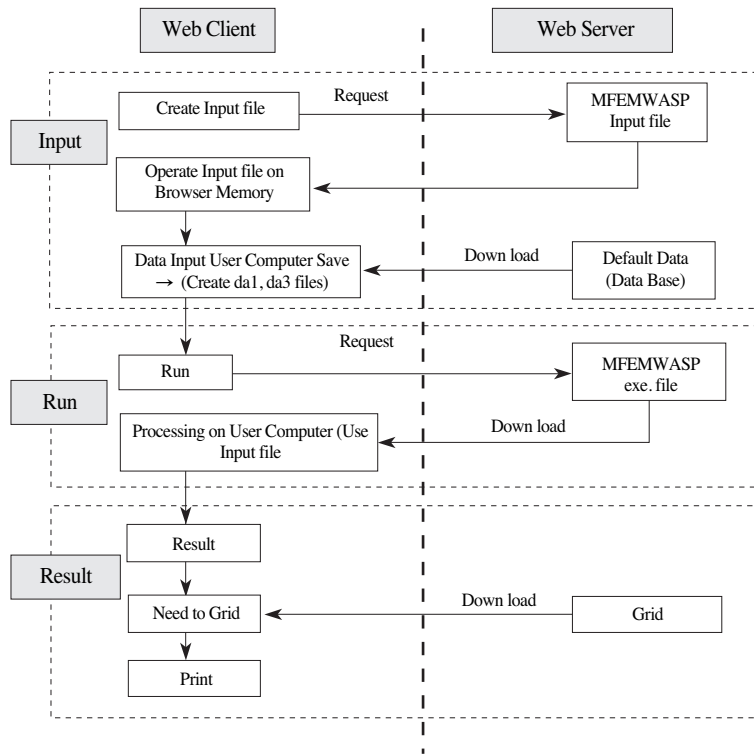 Web Client
Web Server
Input
Create Input file
Request
MFEMWASP
Input file
Operate Input file on
Browser Memory
Data Input User Computer Save
→ (Create da1, da3 files)
Down load
Default Data
(Data Base)
Run
Run
Request
MFEMWASP
exe. file
Processing on User Computer (Use
Input file
Down load
Result
Result
Need to Grid
Down load
Grid
Print